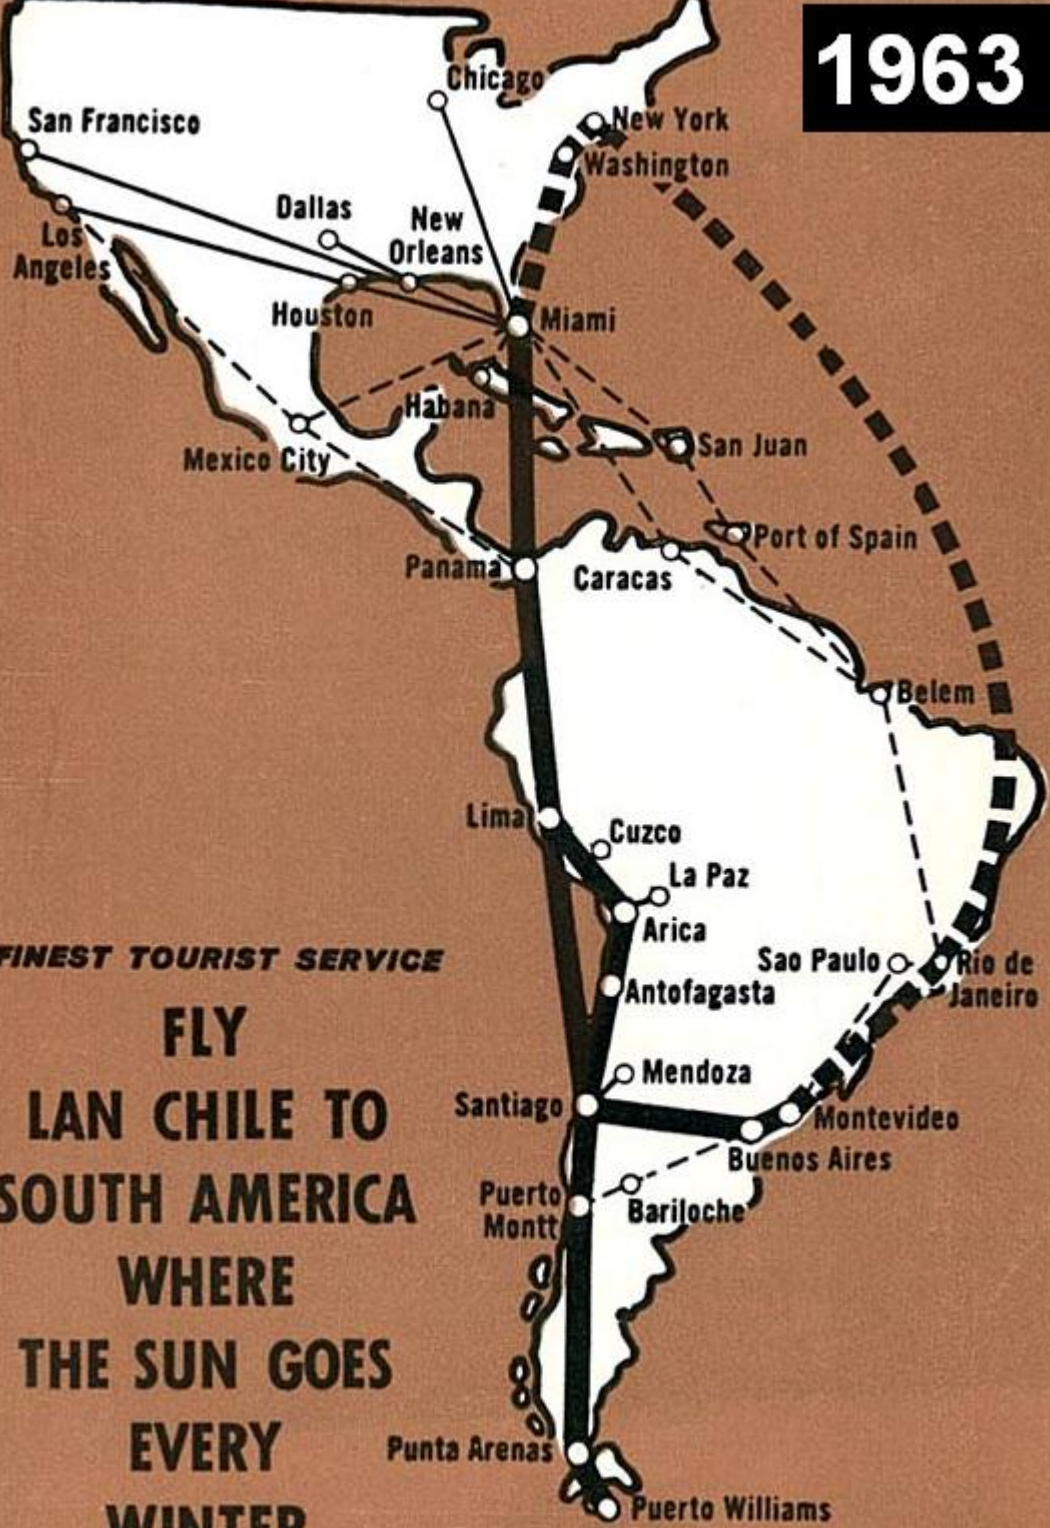 1963
Chicago
San Francisco
New York
Washington
Dallas
New
Orleans
Los
Angeles
Houston
Miami
Habana
San Juan
Mexico City
Port of Spain
Panama
Caracas
Belem
Lima
Cuzco
La Paz
Arica
Sao Paulo
Rio de
Janeiro
Antofagasta
Mendoza
Santiago
Montevideo
Buenos Aires
Puerto
Montt
Bariloche
Punta Arenas
Puerto Williams
FINEST TOURIST SERVICE
FLY
LAN CHILE TO
SOUTH AMERICA
WHERE
THE SUN GOES
EVERY
WINTER